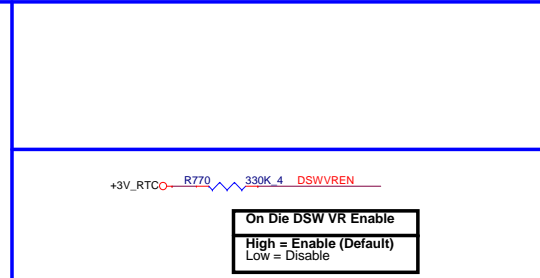 +3V_RTC R770 330K_4 DSWVREN
On Die DSW VR Enable
High = Enable (Default)
Low = Disable